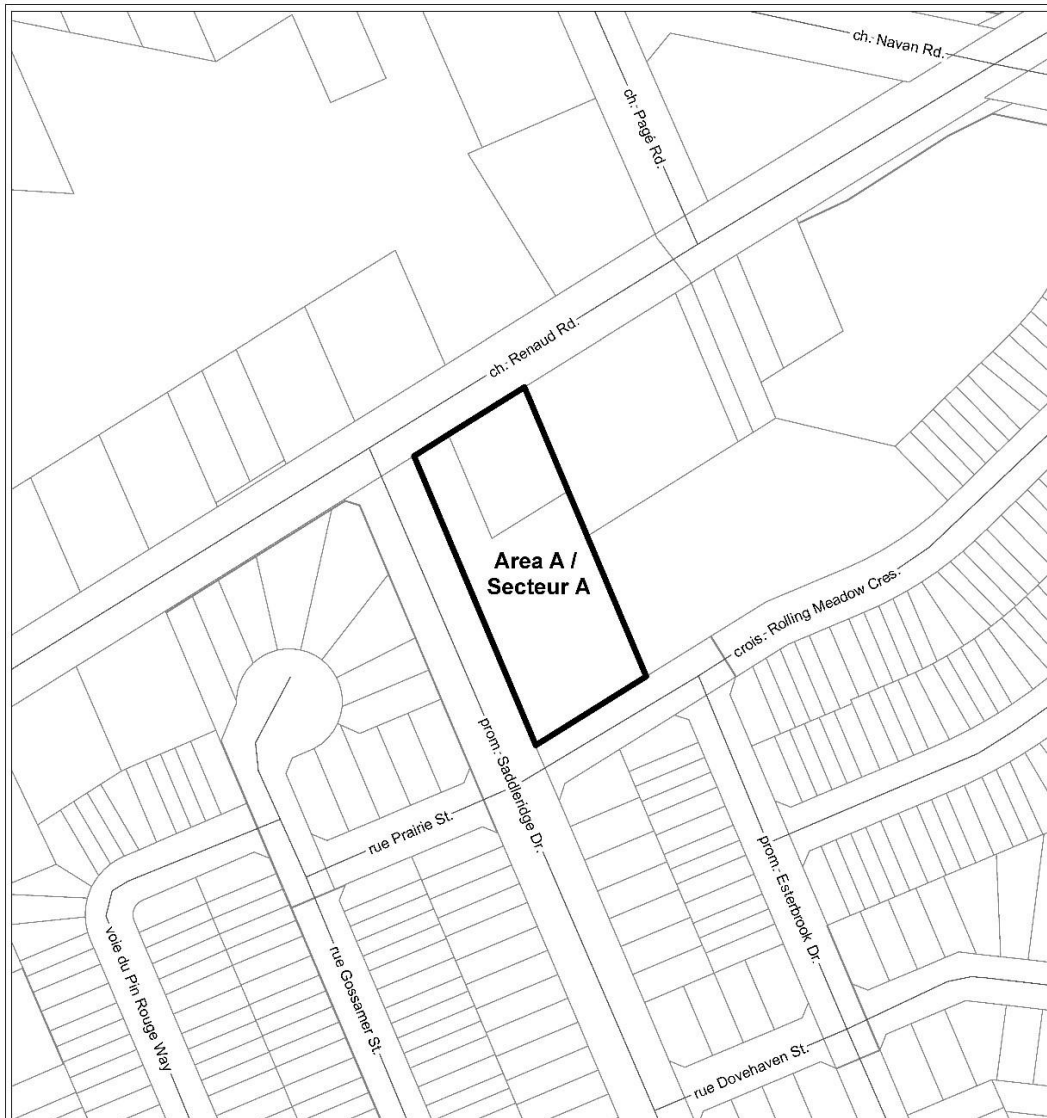 ch. Navan Rd.
ch. Pagé Rd.
ch. Renaud Rd.
Area A /
Secteur A
crois. Rolling Meadow Cres.
prom. Saddleridge Dr.
rue Prairie St.
prom. Esterbrook Dr.
voie du Pin Rouge Way
rue Gossamer St.
rue Dovehaven St.